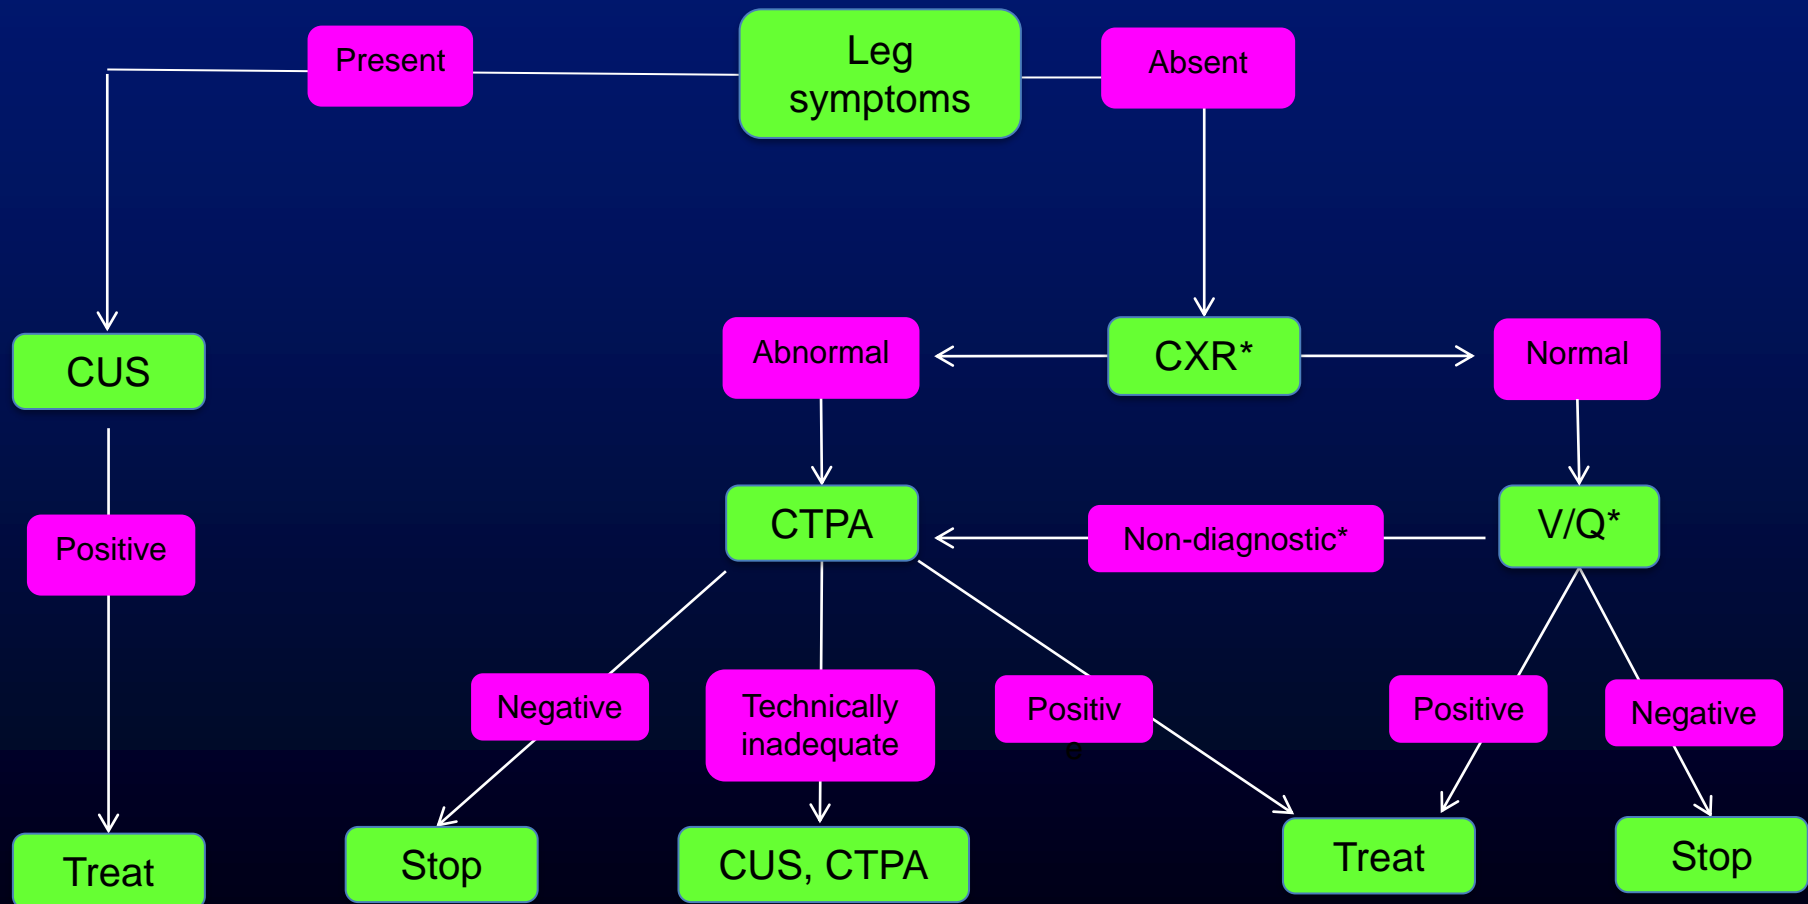 Present
Leg
symptoms
Absent
CUS
Abnormal
CXR*
Normal
Positive
CTPA
Non-diagnostic*
V/Q*
Negative
Technically
inadequate
Positiv
e
Positive
Negative
Treat
Stop
CUS, CTPA
Treat
Stop